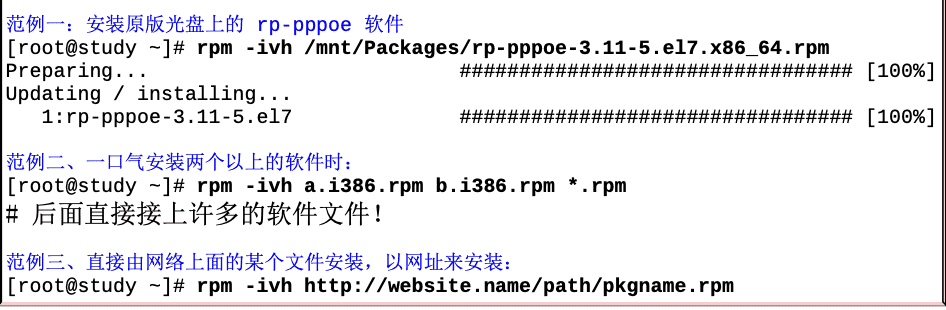 范例一：安装原版光盘上的 rp-pppoe 软件
[root@study ~]# rpm -ivh /mnt/Packages/rp-pppoe-3.11-5.el7.x86_64.rpm
Preparing... ################################# [100%]
Updating / installing...
1:rp-pppoe-3.11-5.el7 ################################# [100%]
范例二、一口气安装两个以上的软件时：
[root@study ~]# rpm -ivh a.i386.rpm b.i386.rpm *.rpm
# 后面直接接上许多的软件文件！
范例三、直接由网络上面的某个文件安装，以网址来安装：
[root@study ~]# rpm -ivh http://website.name/path/pkgname.rpm